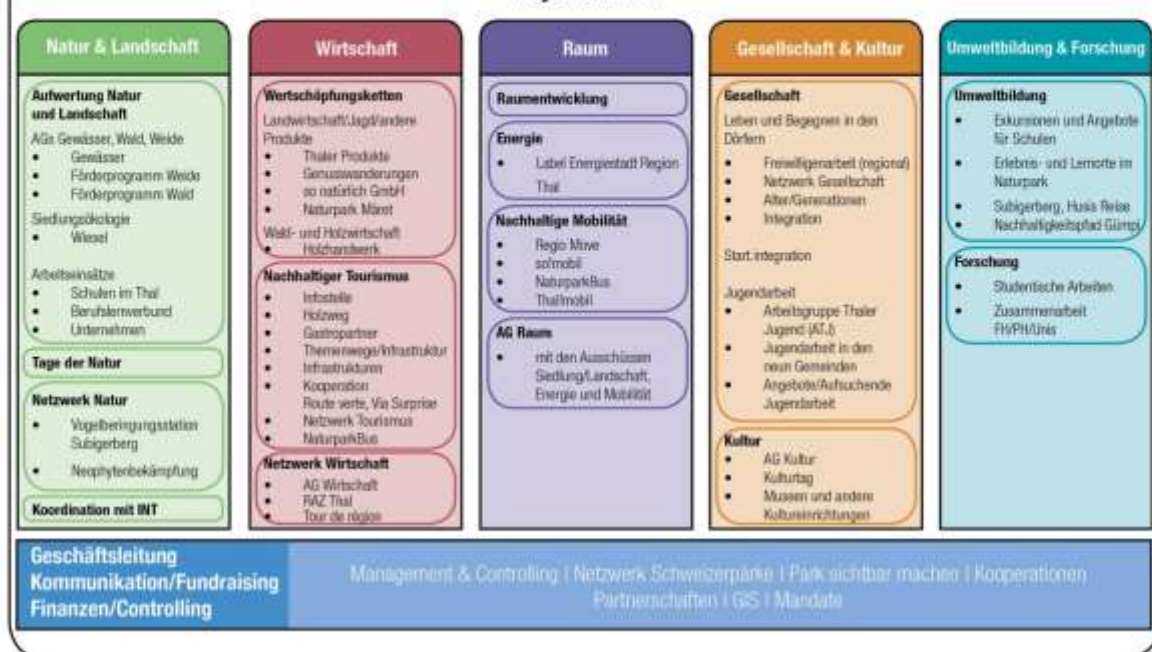 Natur & Landschaft
Aufwertung Natur
und Landschaft
AGs Gewässer, Wald, Weide
• Gewässer
• Förderprogramm Weide
• Förderprogramm Wald
Siedlungsökologie
• Wiesel
Arbeitseinsätze
• Schulen im Thal
• Berufslernverbund
• Unternehmen
Tage der Natur
Netzwerk Natur
• Vogelberingungsstation
Subigerberg
• Neophytenbekämpfung
Koordination mit INT
Wirtschaft
Wertschöpfungsketten
Landwirtschaft/Jagd/andere
Produkte
• Thaler Produkte
• Genusswanderungen
• so natürlich GmbH
• Naturpark Märet
Wald- und Holzwirtschaft
• Holzhandwerk
Nachhaltiger Tourismus
• Infostelle
• Holzweg
• Gastropartner
• Themenwege/Infrastruktur
• Infrastrukturen
• Kooperation
Route verte, Via Surprise
• Netzwerk Tourismus
• NaturparkBus
Netzwerk Wirtschaft
• AG Wirtschaft
• RAZ Thal
• Tour de région
Raum
Raumentwicklung
Energie
• Label Energiestadt Region
Thal
Nachhaltige Mobilität
• Regio Move
• so!mobil
• NaturparkBus
• Thal!mobil
AG Raum
• mit den Ausschüssen
Siedlung/Landschaft,
Energie und Mobilität
Gesellschaft & Kultur
Gesellschaft
Leben und Begegnen in den
Dörfern
• Freiwilligenarbeit (regional)
• Netzwerk Gesellschaft
• Alter/Generationen
• Integration
Start.integration
Jugendarbeit
• Arbeitsgruppe Thaler
Jugend (ATJ)
• Jugendarbeit in den
neun Gemeinden
• Angebote/Aufsuchende
Jugendarbeit
Kultur
• AG Kultur
• Kulturtag
• Museen und andere
Kultureinrichtungen
Umweltbildung & Forschung
Umweltbildung
• Exkursionen und Angebote
für Schulen
• Erlebnis- und Lernorte im
Naturpark
• Subigerberg, Husis Reise
• Nachhaltigkeitspfad Gümpi
Forschung
• Studentische Arbeiten
• Zusammenarbeit
FH/PH/Unis
Geschäftsleitung
Kommunikation/Fundraising
Finanzen/Controlling
Management & Controlling I Netzwerk Schweizerpärke I Park sichtbar machen I Kooperationen
Partnerschaften I GIS I Mandate